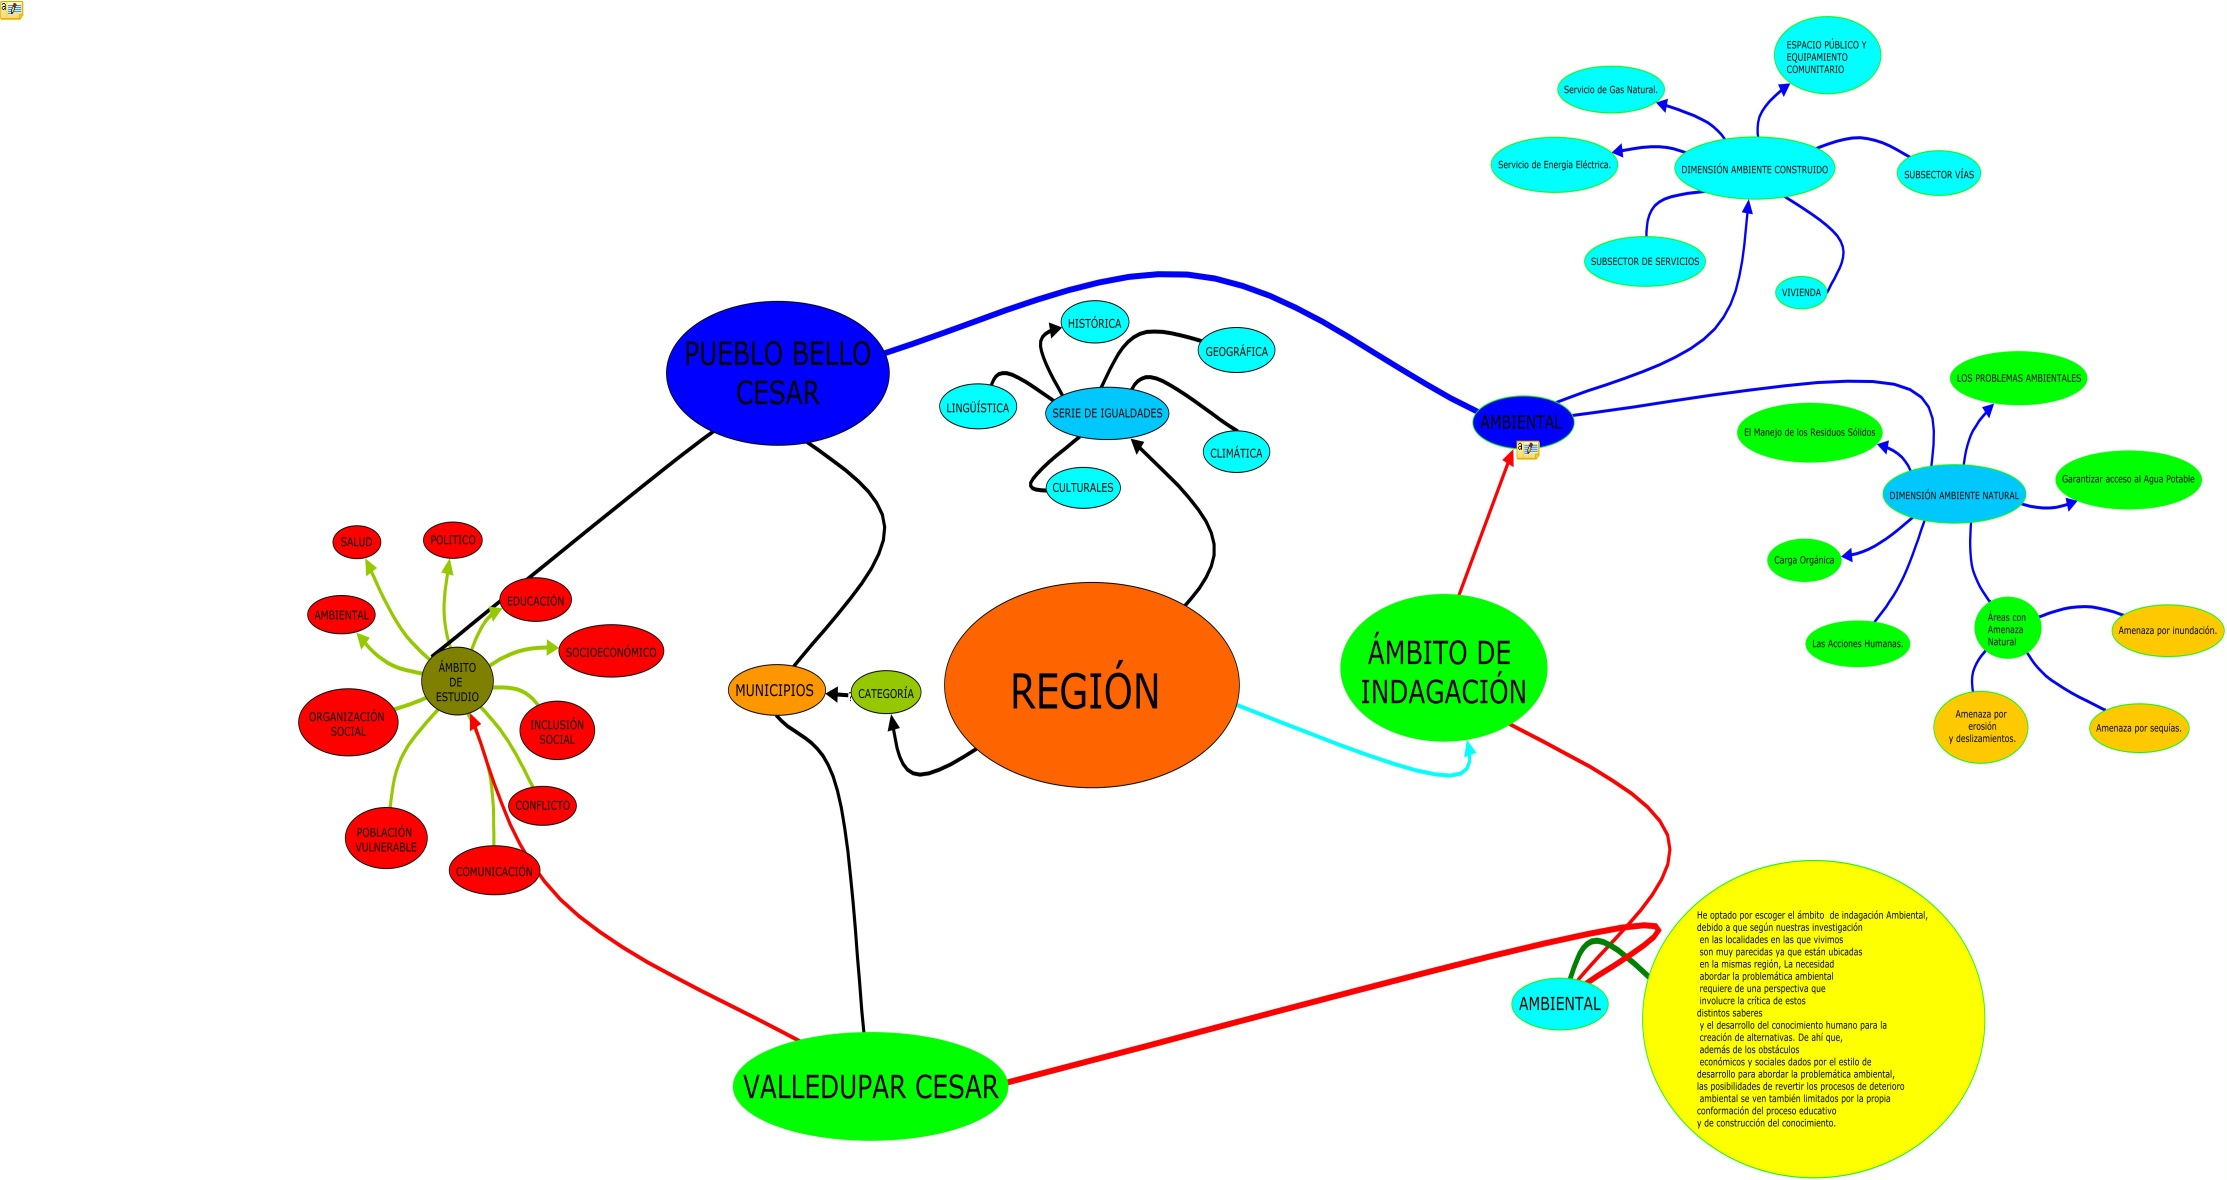 ESPACIO PÚBLICO Y
EQUIPAMIENTO
COMUNITARIO
Servicio de Gas Natural.
Servicio de Energía Eléctrica.
DIMENSIÓN AMBIENTE CONSTRUIDO
SUBSECTOR VÍAS
SUBSECTOR DE SERVICIOS
VIVIENDA
PUEBLO BELLO
CESAR
HISTÓRICA
GEOGRÁFICA
LINGÜÍSTICA
SERIE DE IGUALDADES
CLIMÁTICA
CULTURALES
AMBIENTAL
LOS PROBLEMAS AMBIENTALES
El Manejo de los Residuos Sólidos
Garantizar acceso al Agua Potable
DIMENSIÓN AMBIENTE NATURAL
Carga Orgánica
Las Acciones Humanas.
Áreas con
Amenaza
Natural
Amenaza por inundación.
Amenaza por
erosión
y deslizamientos.
Amenaza por sequías.
SALUD
POLITICO
EDUCACIÓN
AMBIENTAL
SOCIOECONÓMICO
ÁMBITO
DE
ESTUDIO
ORGANIZACIÓN
SOCIAL
INCLUSIÓN
SOCIAL
CONFLICTO
POBLACIÓN
VULNERABLE
COMUNICACIÓN
MUNICIPIOS
CATEGORÍA
REGIÓN
ÁMBITO DE
INDAGACIÓN
VALLEDUPAR CESAR
AMBIENTAL
He optado por escoger el ámbito  de indagación Ambiental,
debido a que según nuestras investigación
en las localidades en las que vivimos
son muy parecidas ya que están ubicadas
en la mismas región, La necesidad
abordar la problemática ambiental
requiere de una perspectiva que
involucre la crítica de estos
distintos saberes
y el desarrollo del conocimiento humano para la
creación de alternativas. De ahí que,
además de los obstáculos
económicos y sociales dados por el estilo de
desarrollo para abordar la problemática ambiental,
las posibilidades de revertir los procesos de deterioro
ambiental se ven también limitados por la propia
conformación del proceso educativo
y de construcción del conocimiento.